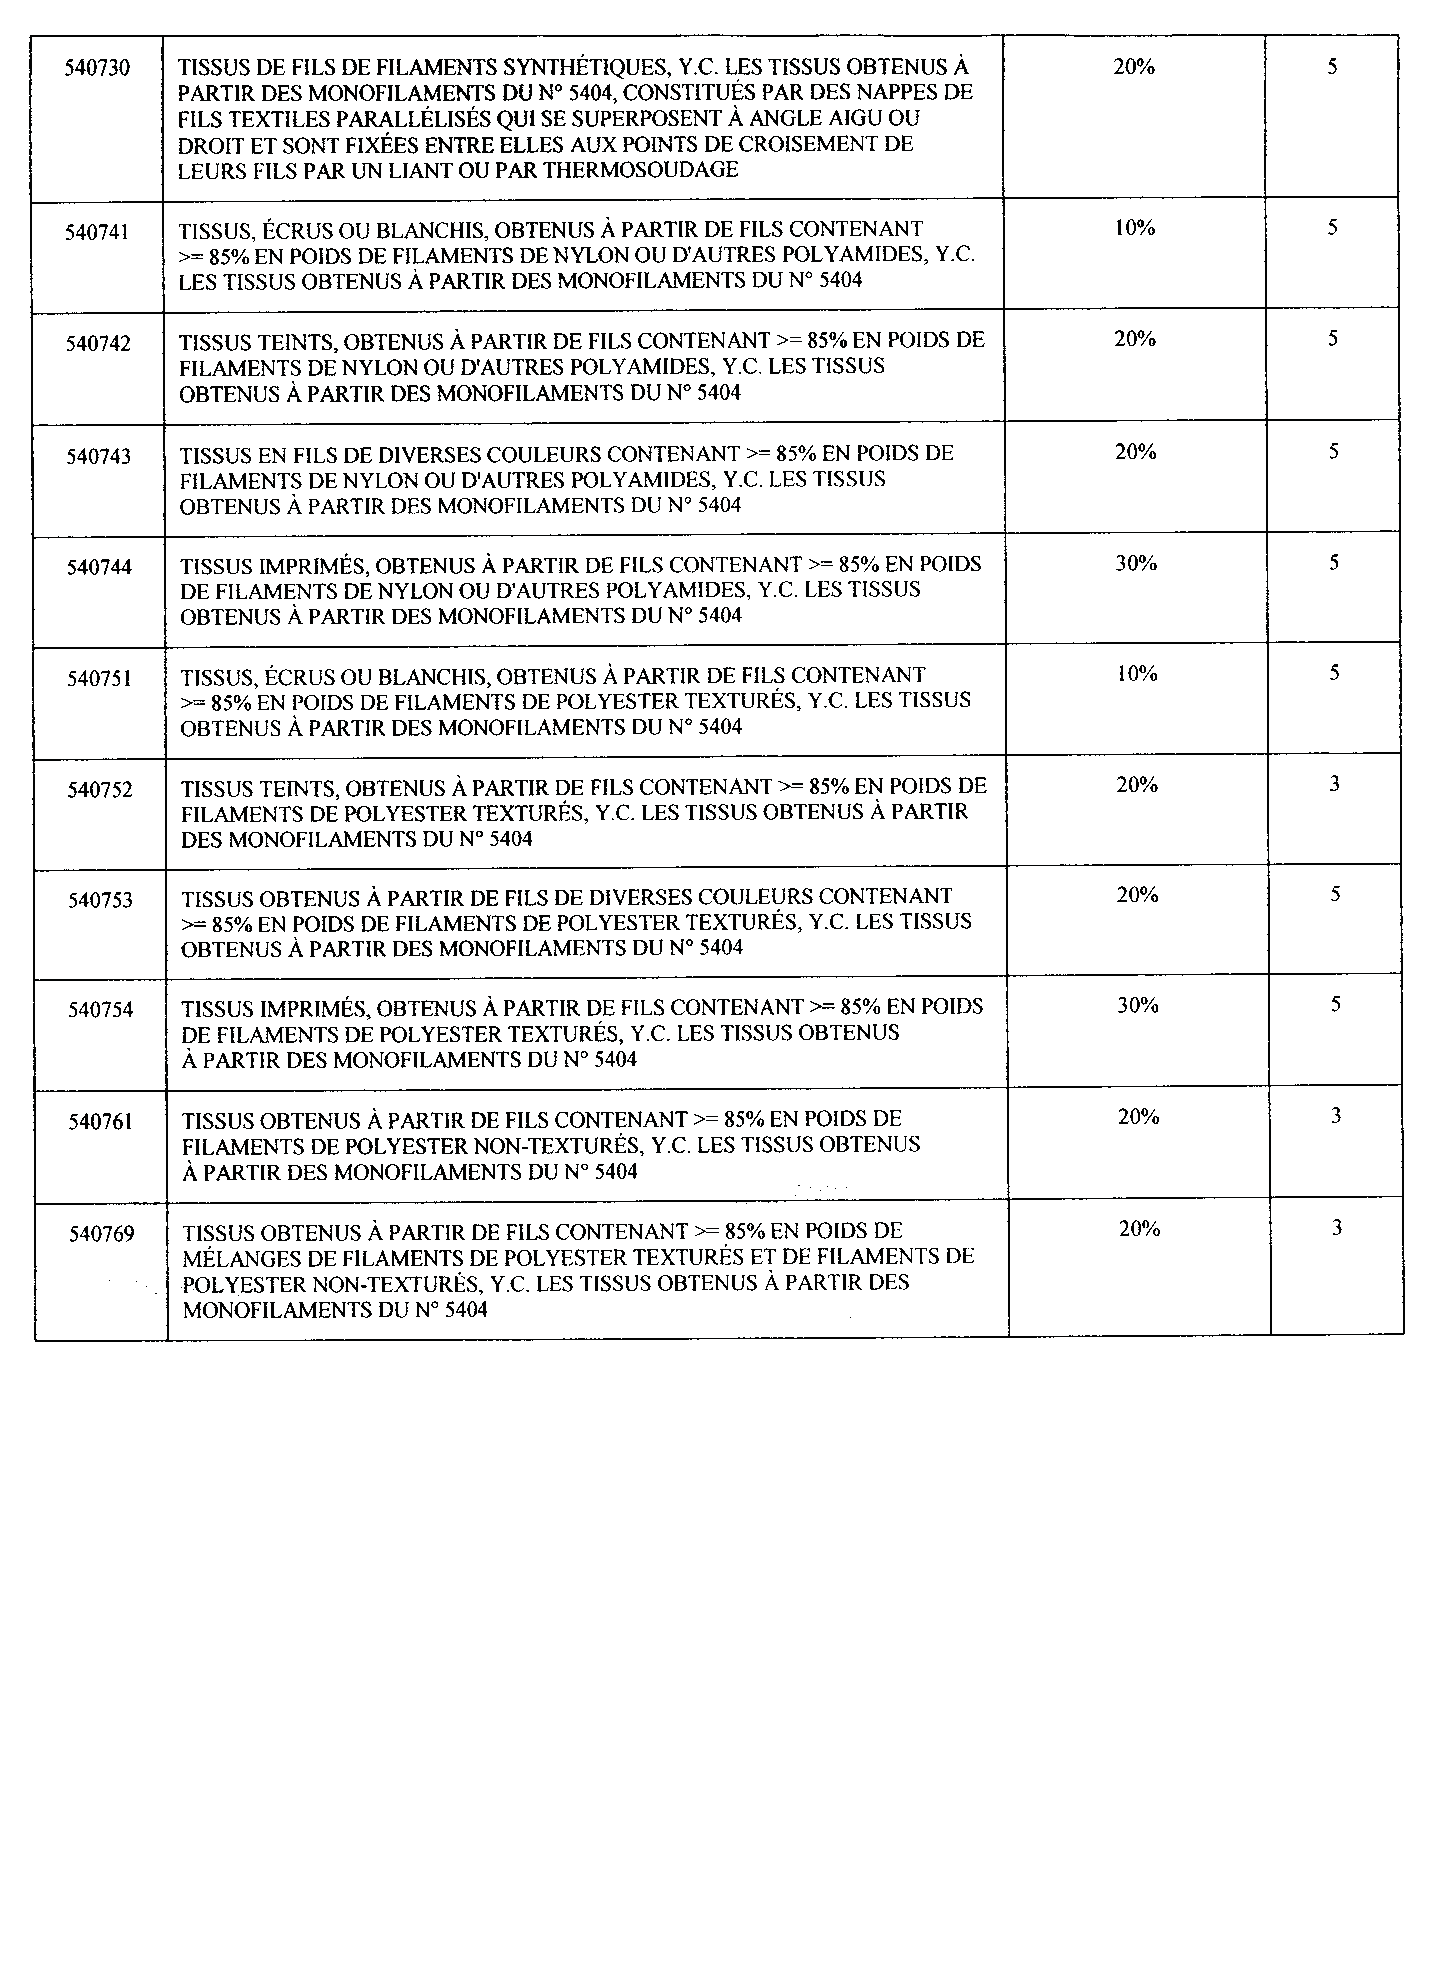 540730 TISSUS DE FILS DE FILAMENTS SYNTHÉTIQUES, Y.C. LES TISSUS OBTENUS À 20% 5
PARTIR DES MONOFILAMENTS DU N° 5404, CONSTITUÉS PAR DES NAPPES DE
FILS TEXTILES PARALLÉLISÉS QUI SE SUPERPOSENT À ANGLE AIGU OU
DROIT ET SONT FIXÉES ENTRE ELLES AUX POINTS DE CROISEMENT DE
LEURS FILS PAR UN LIANT OU PAR THERMOSOUDAGE
540741 TISSUS, ÉCRUS OU BLANCHIS, OBTENUS À PARTIR DE FILS CONTENANT 10% 5
>= 85% EN POIDS DE FILAMENTS DE NYLON OU D'AUTRES POLYAMIDES, Y.C.
LES TISSUS OBTENUS À PARTIR DES MONOFILAMENTS DU N° 5404
540742 TISSUS TEINTS, OBTENUS À PARTIR DE FILS CONTENANT >= 85% EN POIDS DE 20% 5
FILAMENTS DE NYLON OU D'AUTRES POLYAMIDES, Y.C. LES TISSUS
OBTENUS À PARTIR DES MONOFILAMENTS DU N° 5404
540743 TISSUS EN FILS DE DIVERSES COULEURS CONTENANT >= 85% EN POIDS DE 20% 5
FILAMENTS DE NYLON OU D'AUTRES POLYAMIDES, Y.C. LES TISSUS
OBTENUS À PARTIR DES MONOFILAMENTS DU N° 5404
540744 TISSUS IMPRIMÉS, OBTENUS À PARTIR DE FILS CONTENANT >= 85% EN POIDS 30% 5
DE FILAMENTS DE NYLON OU D'AUTRES POLYAMIDES, Y.C. LES TISSUS
OBTENUS À PARTIR DES MONOFILAMENTS DU N° 5404
540751 TISSUS, ÉCRUS OU BLANCHIS, OBTENUS À PARTIR DE FILS CONTENANT 10% 5
>= 85% EN POIDS DE FILAMENTS DE POLYESTER TEXTURÉS, Y.C. LES TISSUS
OBTENUS À PARTIR DES MONOFILAMENTS DU N° 5404
540752 TISSUS TEINTS, OBTENUS À PARTIR DE FILS CONTENANT >= 85% EN POIDS DE 20% 3
FILAMENTS DE POLYESTER TEXTURÉS, Y.C. LES TISSUS OBTENUS À PARTIR
DES MONOFILAMENTS DU N° 5404
540753 TISSUS OBTENUS À PARTIR DE FILS DE DIVERSES COULEURS CONTENANT 20% 5
>= 85% EN POIDS DE FILAMENTS DE POLYESTER TEXTURÉS, Y.C. LES TISSUS
OBTENUS À PARTIR DES MONOFILAMENTS DU N° 5404
540754 TISSUS IMPRIMÉS, OBTENUS À PARTIR DE FILS CONTENANT >= 85% EN POIDS 30% 5
DE FILAMENTS DE POLYESTER TEXTURÉS, Y.C. LES TISSUS OBTENUS
À PARTIR DES MONOFILAMENTS DU N° 5404
540761 TISSUS OBTENUS À PARTIR DE FILS CONTENANT >= 85% EN POIDS DE 20% 3
FILAMENTS DE POLYESTER NON-TEXTURÉS, Y.C. LES TISSUS OBTENUS
À PARTIR DES MONOFILAMENTS DU N° 5404
540769 TISSUS OBTENUS À PARTIR DE FILS CONTENANT >= 85% EN POIDS DE 20% 3
MÉLANGES DE FILAMENTS DE POLYESTER TEXTURÉS ET DE FILAMENTS DE
POLYESTER NON-TEXTURÉS, Y.C. LES TISSUS OBTENUS À PARTIR DES
MONOFILAMENTS DU N° 5404